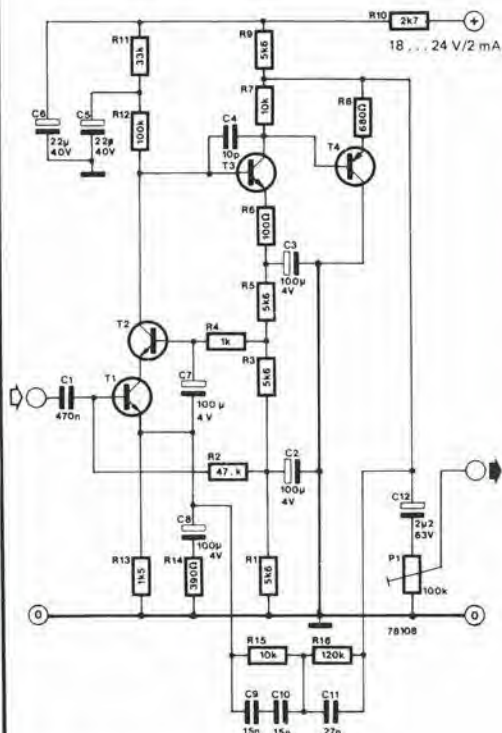 R10
2k7
+
18 ... 24 V/2 mA
R11
33k
R9
5k6
C6
22µ
40V
C5
22µ
40V
R12
100k
R7
10k
R8
680Ω
C4
10p
T3
T4
R6
100Ω
C3
100µ
4V
R5
5k6
T2
R4
1k
C1
470n
T1
C7
100µ
4V
R3
5k6
R2
47.k
C2
100µ
4V
C8
100µ
4V
C12
2µ2
63V
R13
1k5
R14
390Ω
R1
5k6
P1
100k
0
78108
0
R15
10k
R16
120k
C9
15n
C10
15n
C11
27n